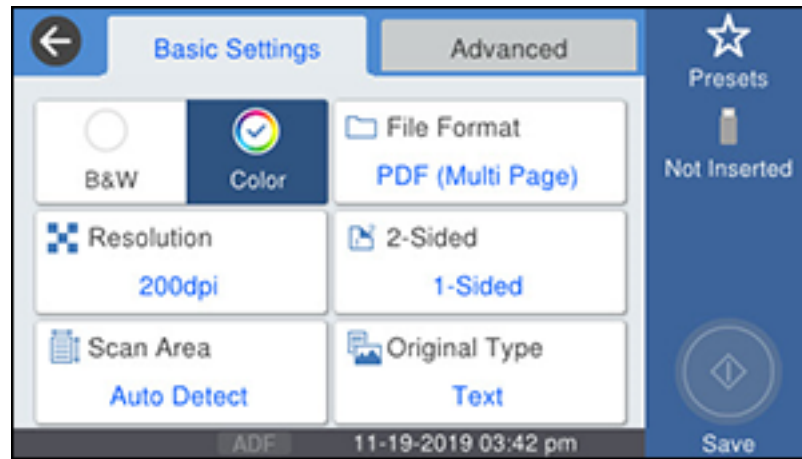 Basic Settings
Advanced
Presets
Not Inserted
B&W
Color
File Format
PDF (Multi Page)
Resolution
200dpi
2-Sided
1-Sided
Scan Area
Auto Detect
Original Type
Text
ADF
11-19-2019 03:42 pm
Save